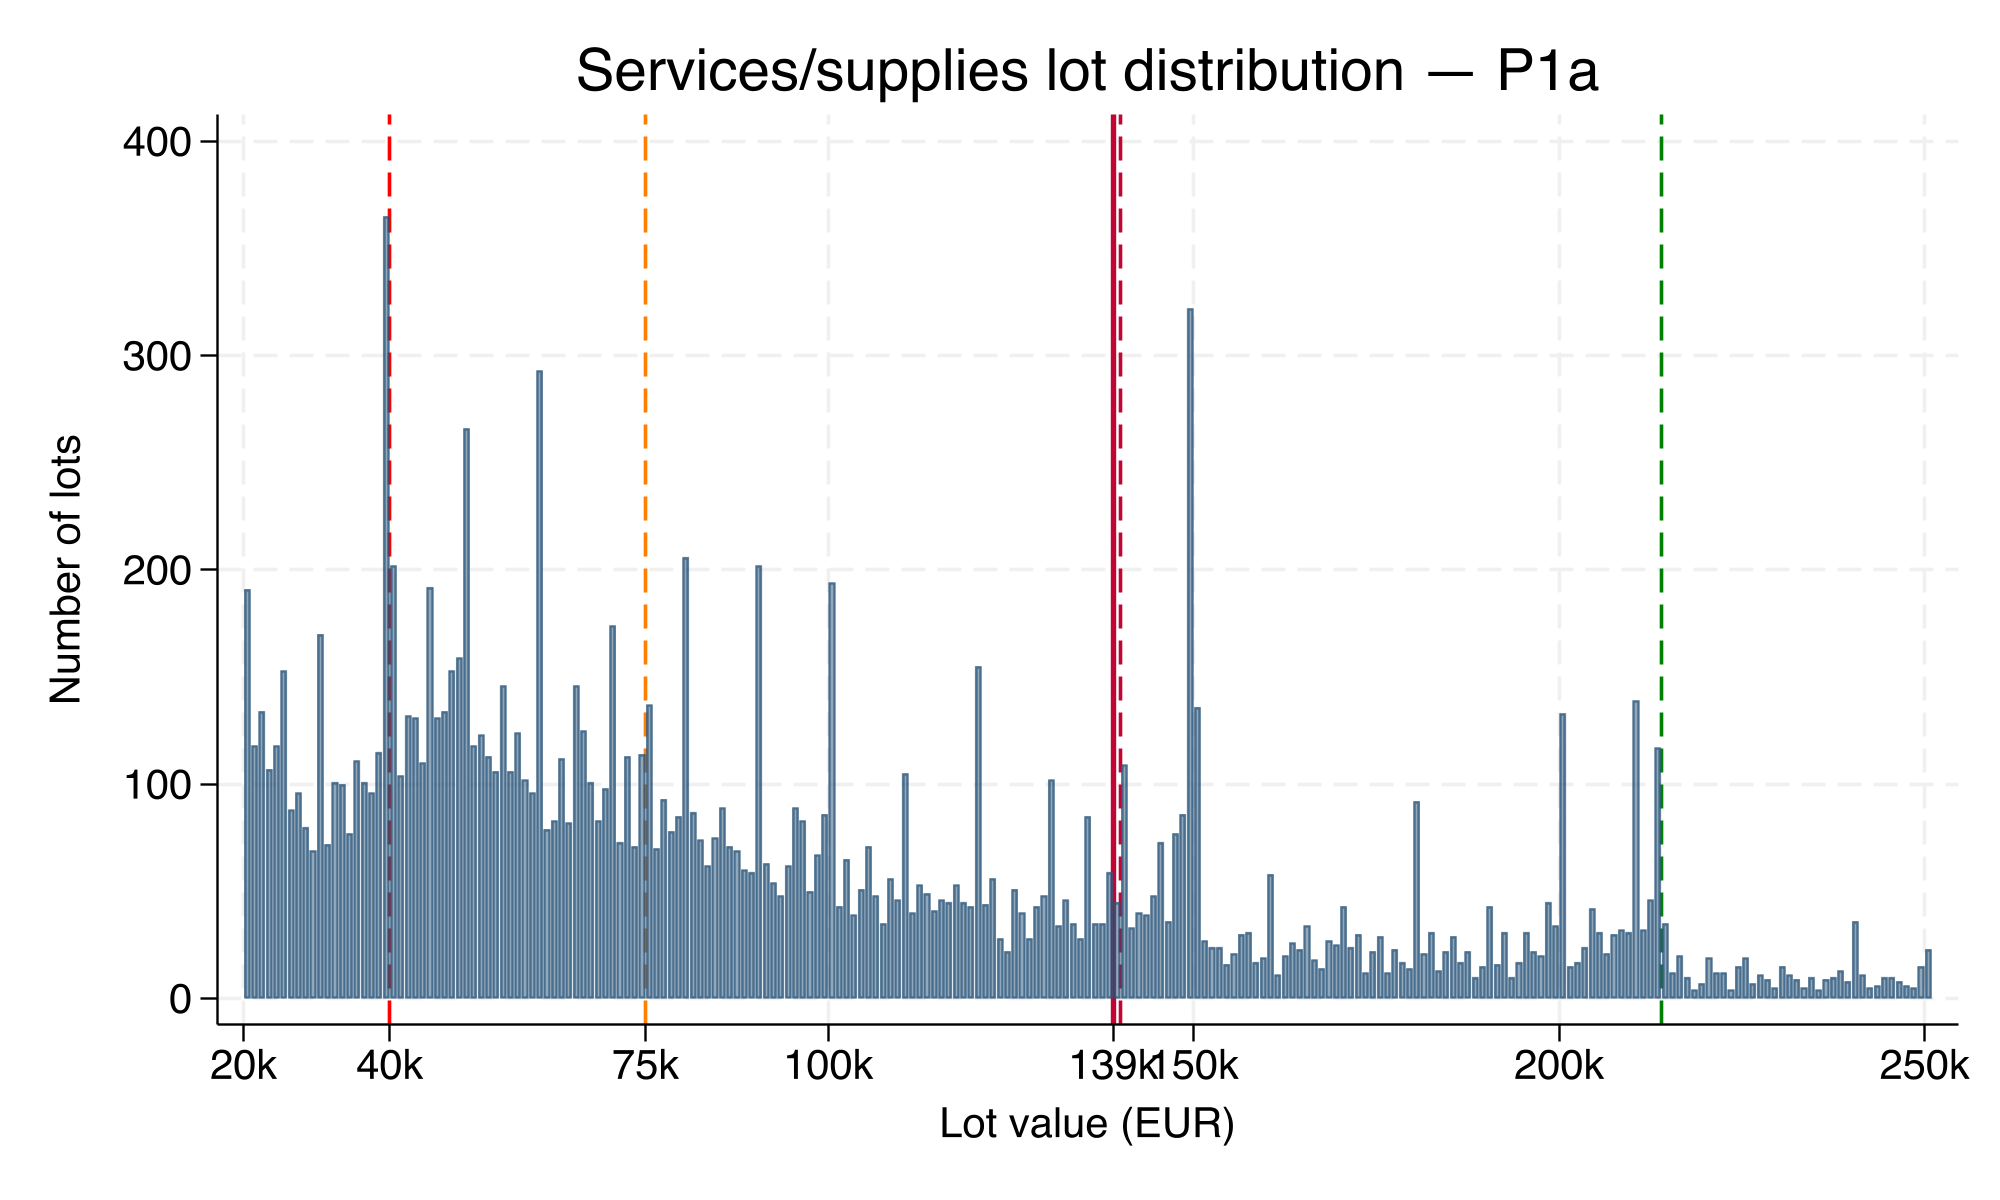 Services/supplies lot distribution — P1a
400
300
200
100
0
Number of lots
20k 40k 75k 100k 139k 150k 200k 250k
Lot value (EUR)